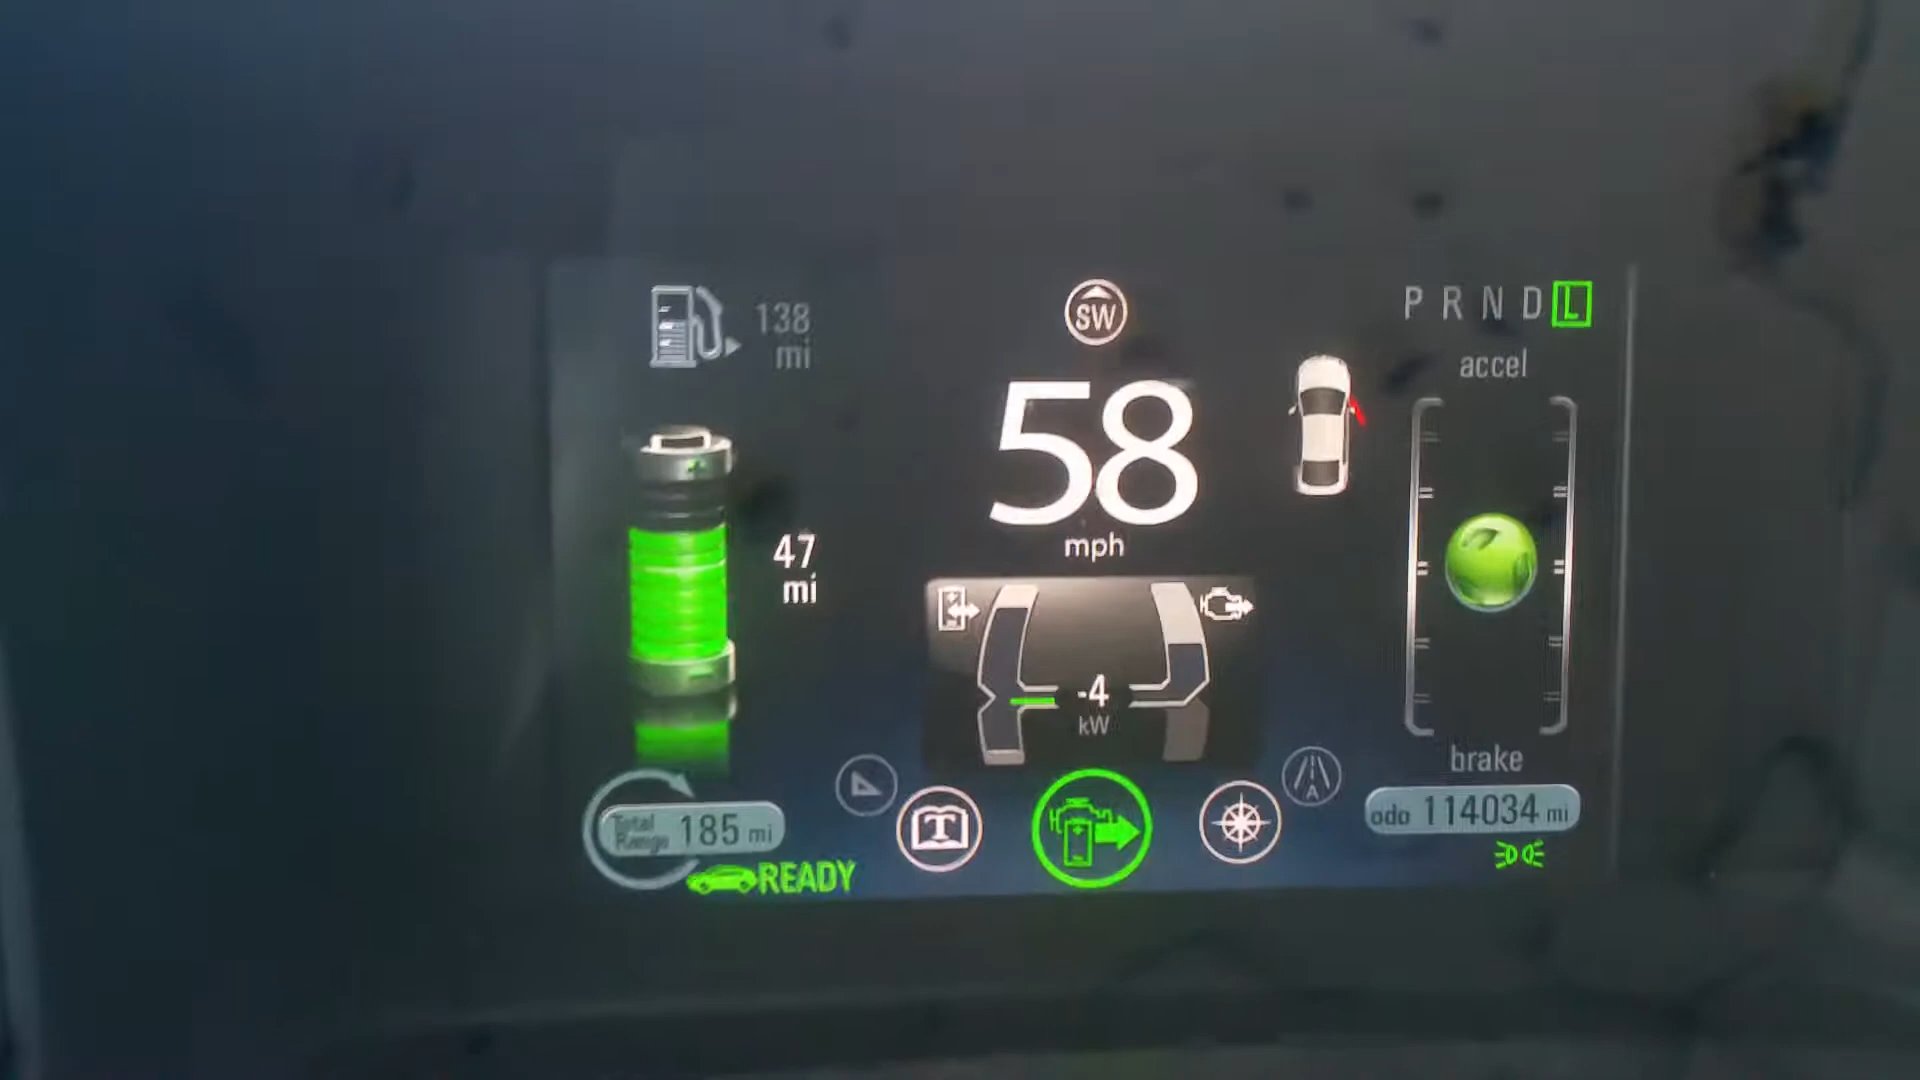 138
mi
SW
P R N D L
accel
58
mph
47
mi
-4
kW
brake
Total
Range
185 mi
T
A
odo 114034 mi
READY